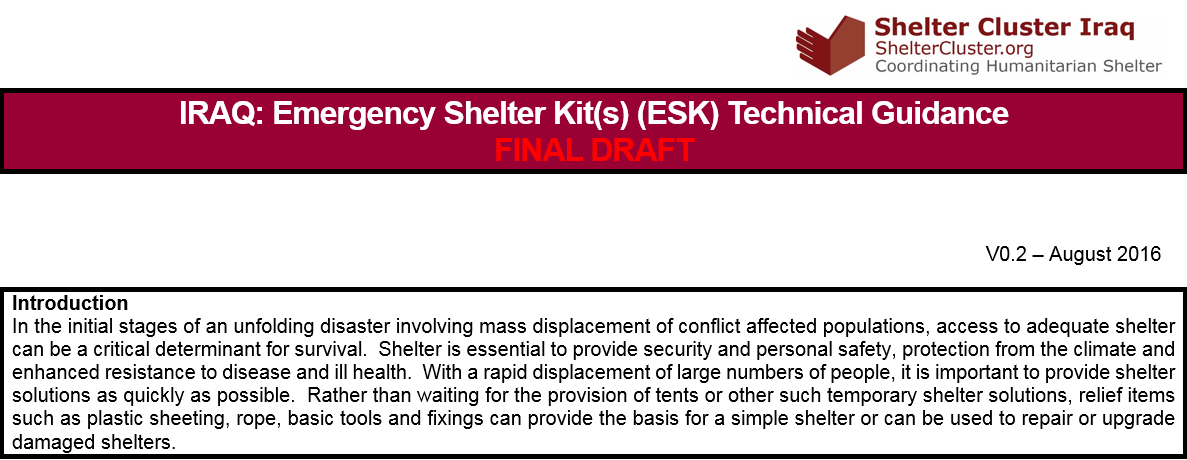 Shelter Cluster Iraq
ShelterCluster.org
Coordinating Humanitarian Shelter
IRAQ: Emergency Shelter Kit(s) (ESK) Technical Guidance
FINAL DRAFT
V0.2 – August 2016
Introduction
In the initial stages of an unfolding disaster involving mass displacement of conflict affected populations, access to adequate shelter
can be a critical determinant for survival.  Shelter is essential to provide security and personal safety, protection from the climate and
enhanced resistance to disease and ill health.  With a rapid displacement of large numbers of people, it is important to provide shelter
solutions as quickly as possible.  Rather than waiting for the provision of tents or other such temporary shelter solutions, relief items
such as plastic sheeting, rope, basic tools and fixings can provide the basis for a simple shelter or can be used to repair or upgrade
damaged shelters.